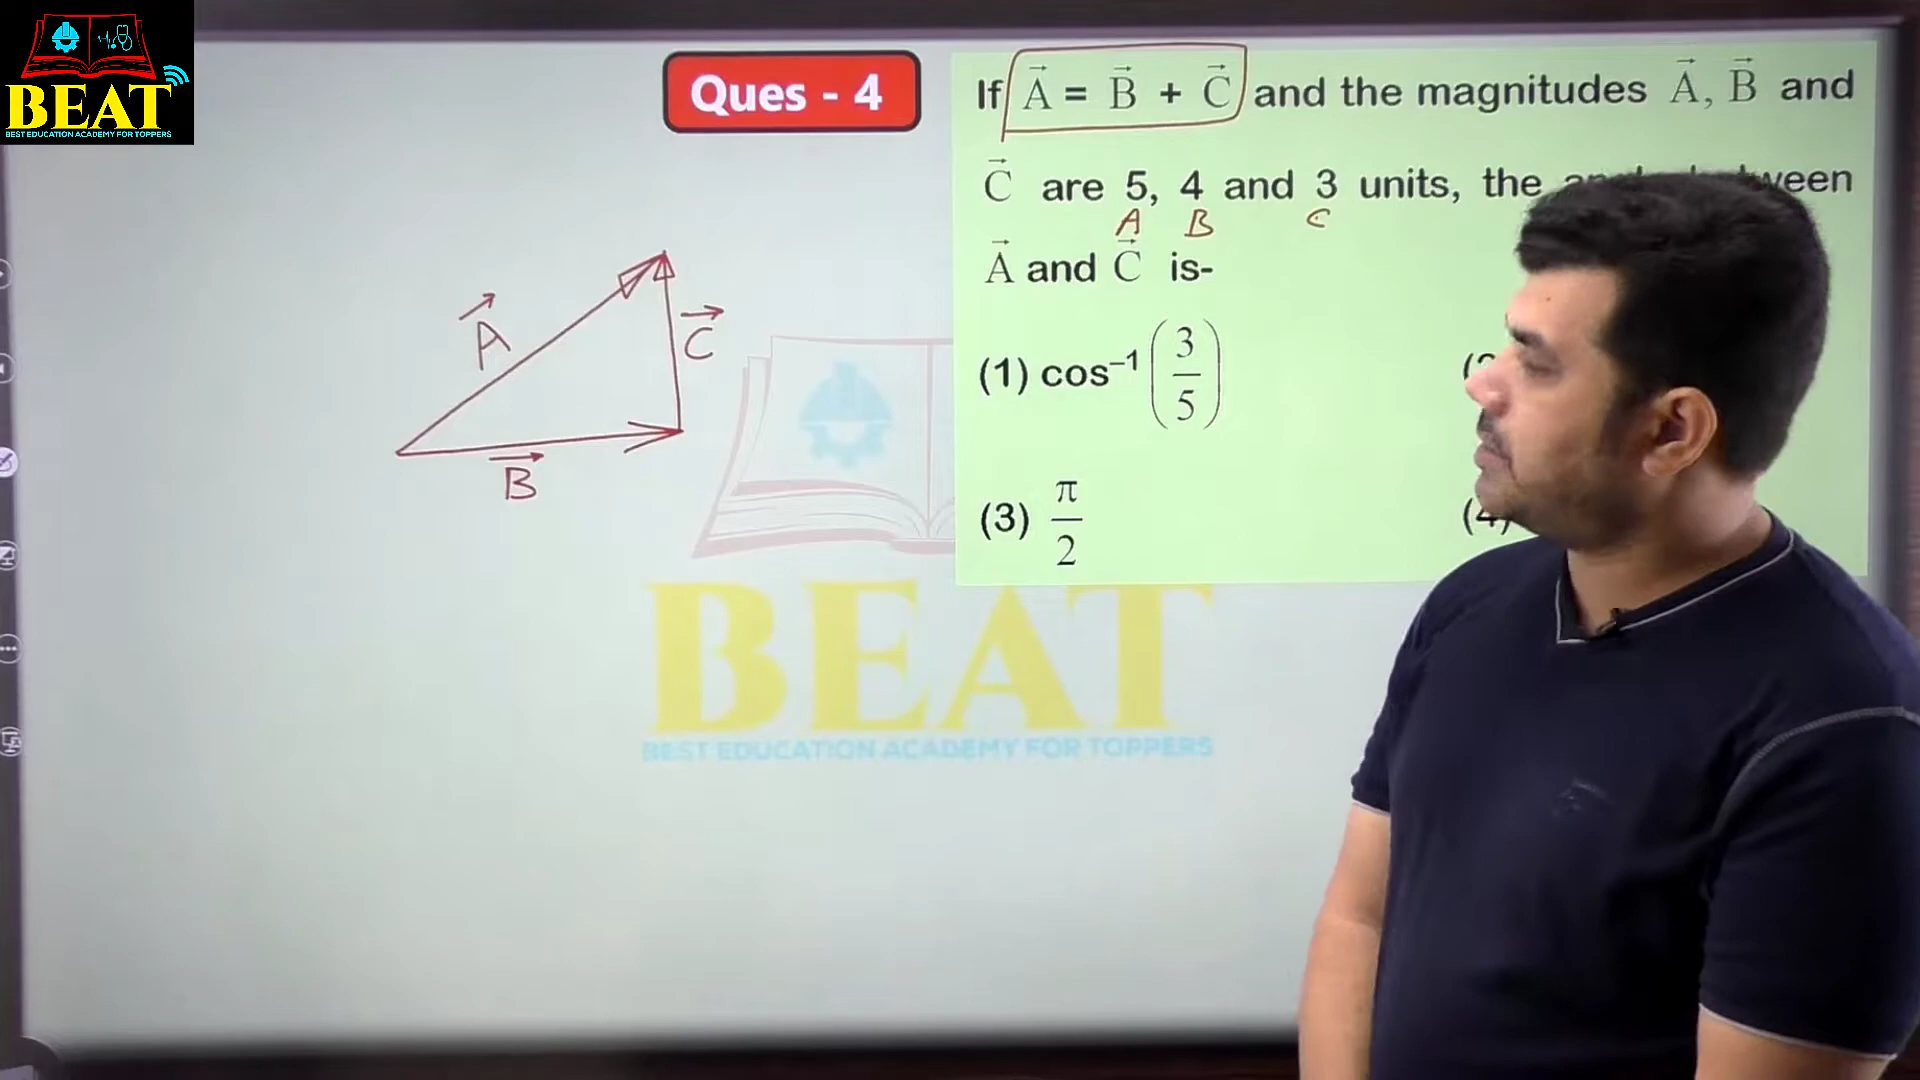 BEAT
BEST EDUCATION ACADEMY FOR TOPPERS
Ques - 4
If A⃗ = B⃗ + C⃗ and the magnitudes A⃗, B⃗ and
C⃗ are 5, 4 and 3 units, the
A B C
A⃗ and C⃗ is-
(1) cos⁻¹(3/5)
(3) π/2
(4)
A⃗
C⃗
B⃗
BEAT
BEST EDUCATION ACADEMY FOR TOPPERS